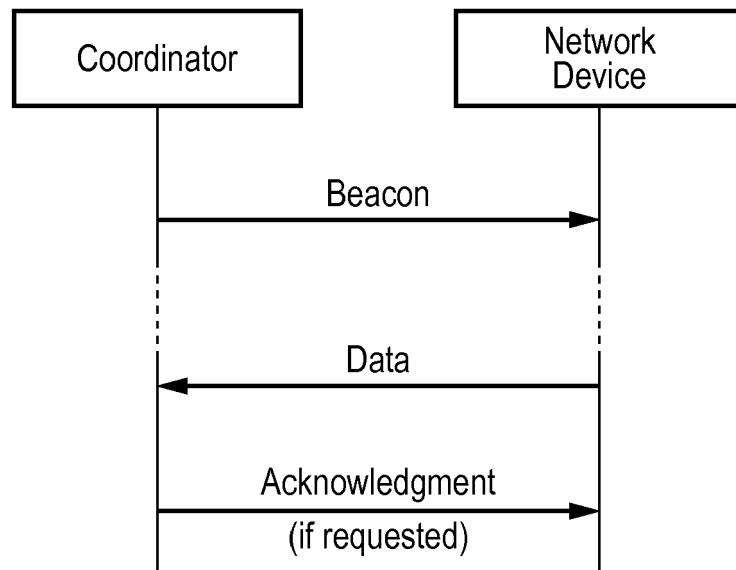 Coordinator
Network
Device
Beacon
Data
Acknowledgment
(if requested)